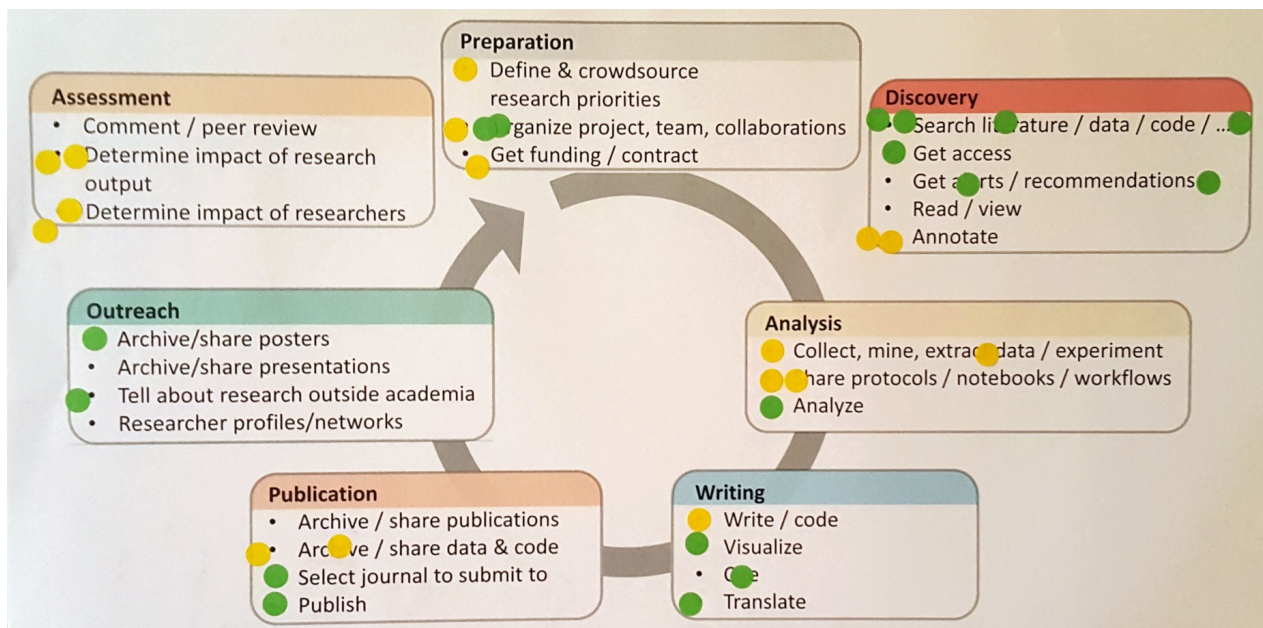 Preparation
Define & crowdsource
research priorities
Organize project, team, collaborations
Get funding / contract
Discovery
Search literature / data / code / ...
Get access
Get alerts / recommendations
Read / view
Annotate
Analysis
Collect, mine, extract data / experiment
Share protocols / notebooks / workflows
Analyze
Writing
Write / code
Visualize
Cite
Translate
Publication
Archive / share publications
Archive / share data & code
Select journal to submit to
Publish
Outreach
Archive/share posters
Archive/share presentations
Tell about research outside academia
Researcher profiles/networks
Assessment
Comment / peer review
Determine impact of research
output
Determine impact of researchers